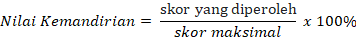 Nilai Kemandirian = skor yang diperoleh / skor maksimal x 100%